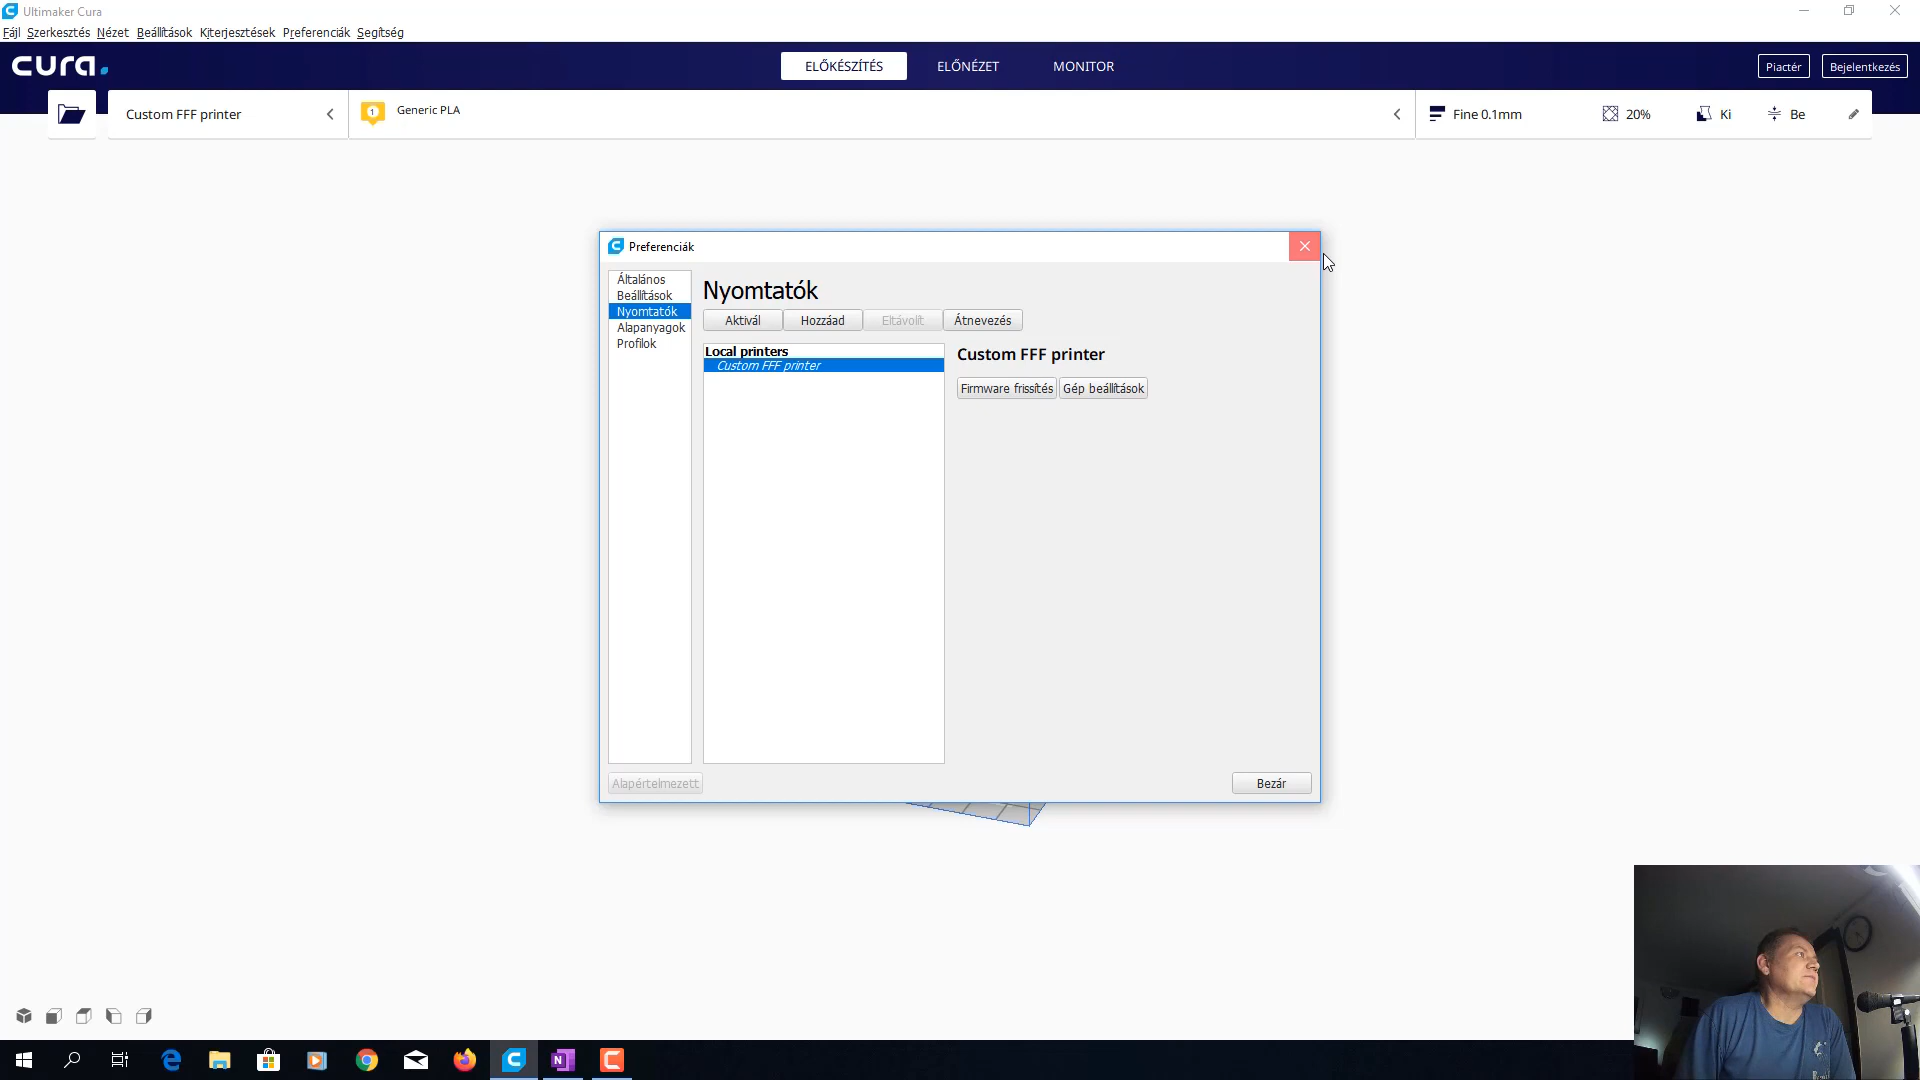 Ultimaker Cura
Fájl Szerkesztés Nézet Beállítások Kiterjesztések Preferenciák Segítség
cura.
ELŐKÉSZÍTÉS ELŐNÉZET MONITOR
Piactér Bejelentkezés
Custom FFF printer
1 Generic PLA
Fine 0.1mm 20% Ki Be
Preferenciák
Általános
Beállítások
Nyomtatók
Alapanyagok
Profilok
Nyomtatók
Aktivál Hozzáad Eltávolít Átnevezés
Local printers
Custom FFF printer
Custom FFF printer
Firmware frissítés Gép beállítások
Alapértelmezett
Bezár